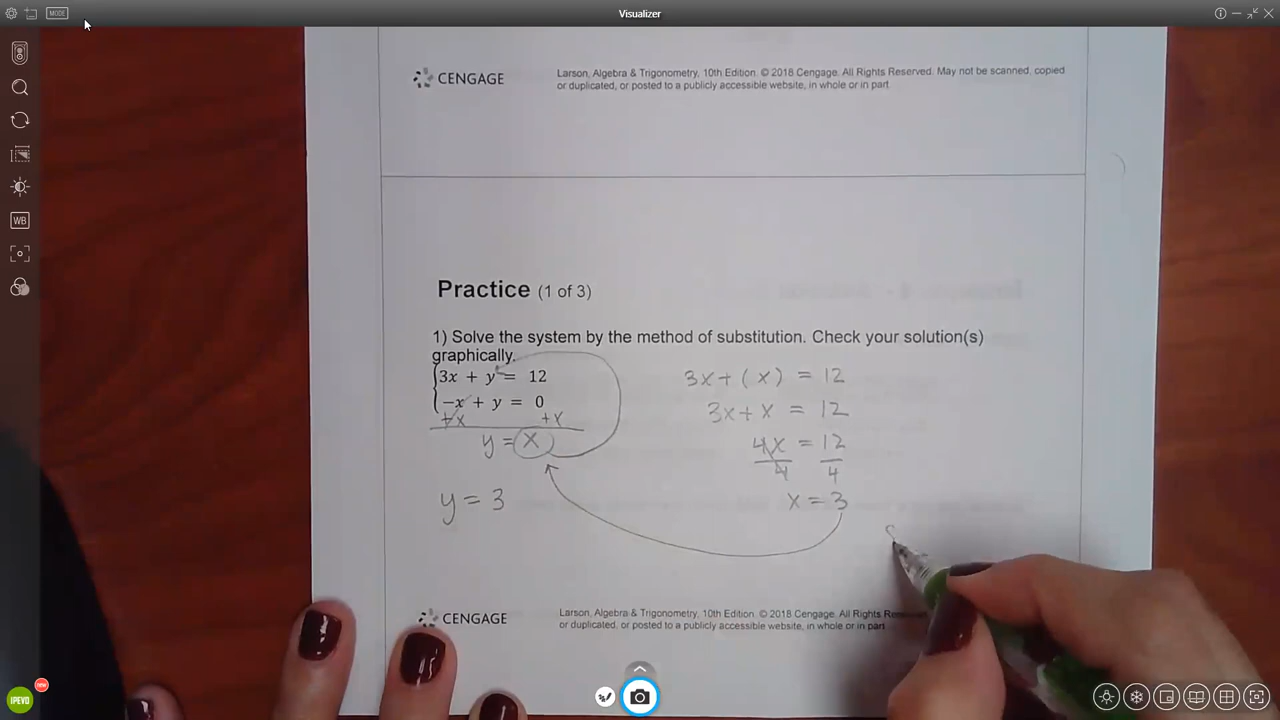 MODE
Visualizer
WB
CENGAGE
Larson, Algebra & Trigonometry, 10th Edition. © 2018 Cengage. All Rights Reserved. May not be scanned, copied
or duplicated, or posted to a publicly accessible website, in whole or in part
Practice (1 of 3)
1) Solve the system by the method of substitution. Check your solution(s)
graphically.
3x + y = 12
-x + y = 0
+x +x
y = x
y = 3
3x + (x) = 12
3x + x = 12
4x = 12
4 4
x = 3
CENGAGE
Larson, Algebra & Trigonometry, 10th Edition. © 2018 Cengage. All Rights
or duplicated, or posted to a publicly accessible website, in whole or in part
IPEVO
new